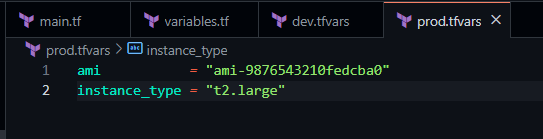 main.tf variables.tf dev.tfvars prod.tfvars
prod.tfvars > instance_type
1 ami = "ami-9876543210fedcba0"
2 instance_type = "t2.large"